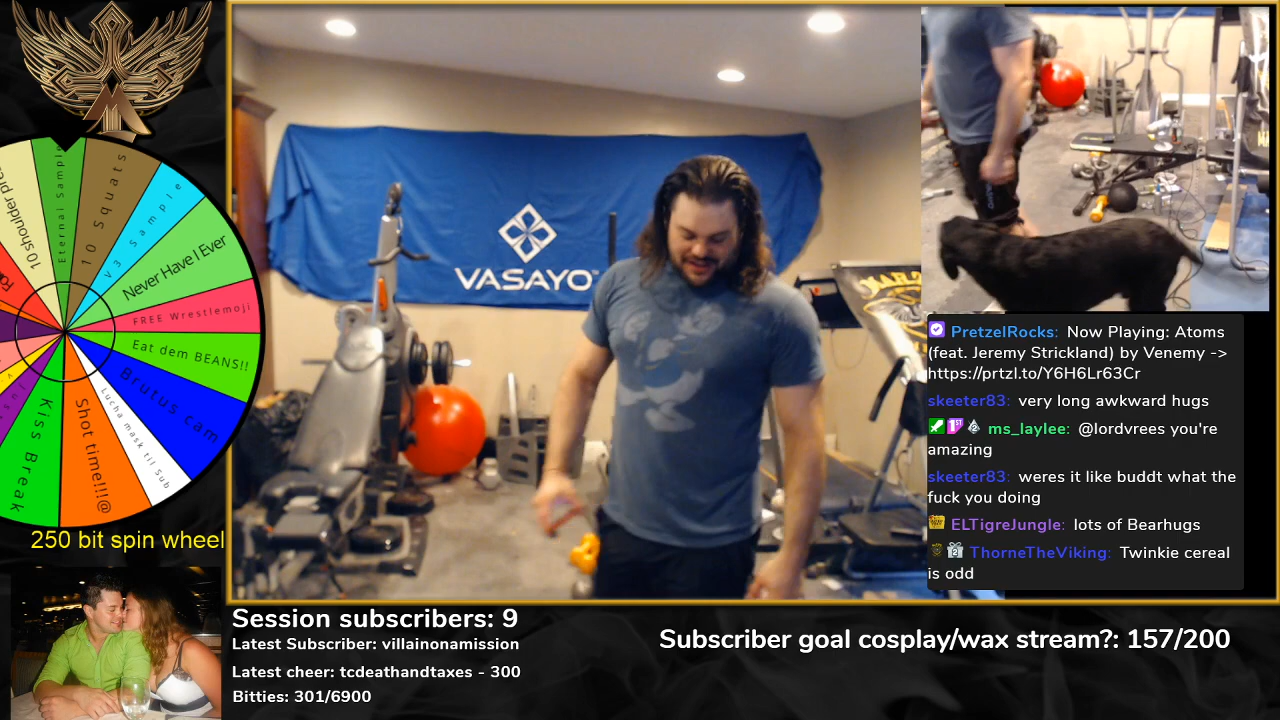 10 shoulder
Eternal Sample
10 Squats
V3 Sample
Never Have I Ever
FREE Wrestlemoji
Eat dem BEANS!!
Brutus cam
Lucha mask til Sub
Shot time!!!@
Kiss Break
250 bit spin wheel
VASAYO™
PretzelRocks: Now Playing: Atoms
(feat. Jeremy Strickland) by Venemy ->
https://prtzl.to/Y6H6Lr63Cr
skeeter83: very long awkward hugs
1ST ms_laylee: @lordvrees you're
amazing
skeeter83: weres it like buddt what the
fuck you doing
ELTigreJungle: lots of Bearhugs
ThorneTheViking: Twinkie cereal
is odd
Session subscribers: 9
Latest Subscriber: villainonamission
Latest cheer: tcdeathandtaxes - 300
Bitties: 301/6900
Subscriber goal cosplay/wax stream?: 157/200